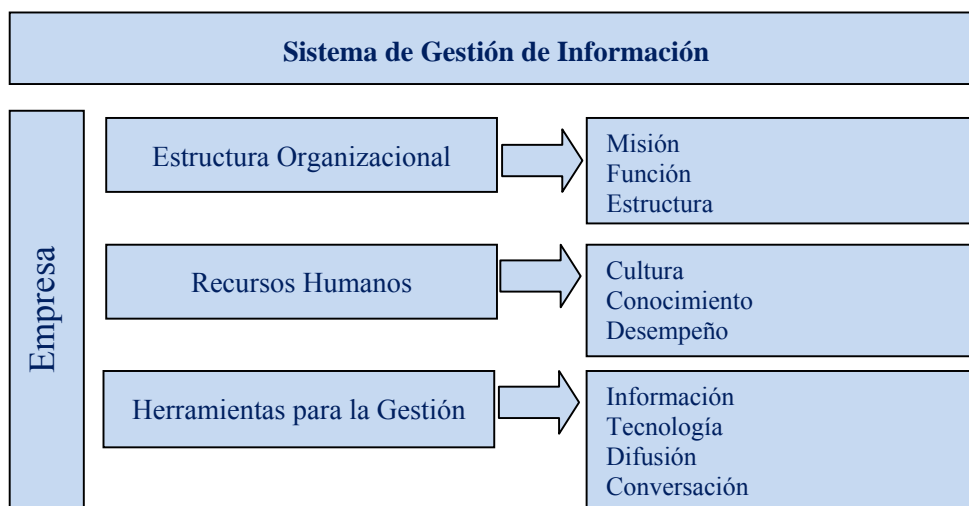 Sistema de Gestión de Información
Empresa
Estructura Organizacional
Misión
Función
Estructura
Recursos Humanos
Cultura
Conocimiento
Desempeño
Herramientas para la Gestión
Información
Tecnología
Difusión
Conversación